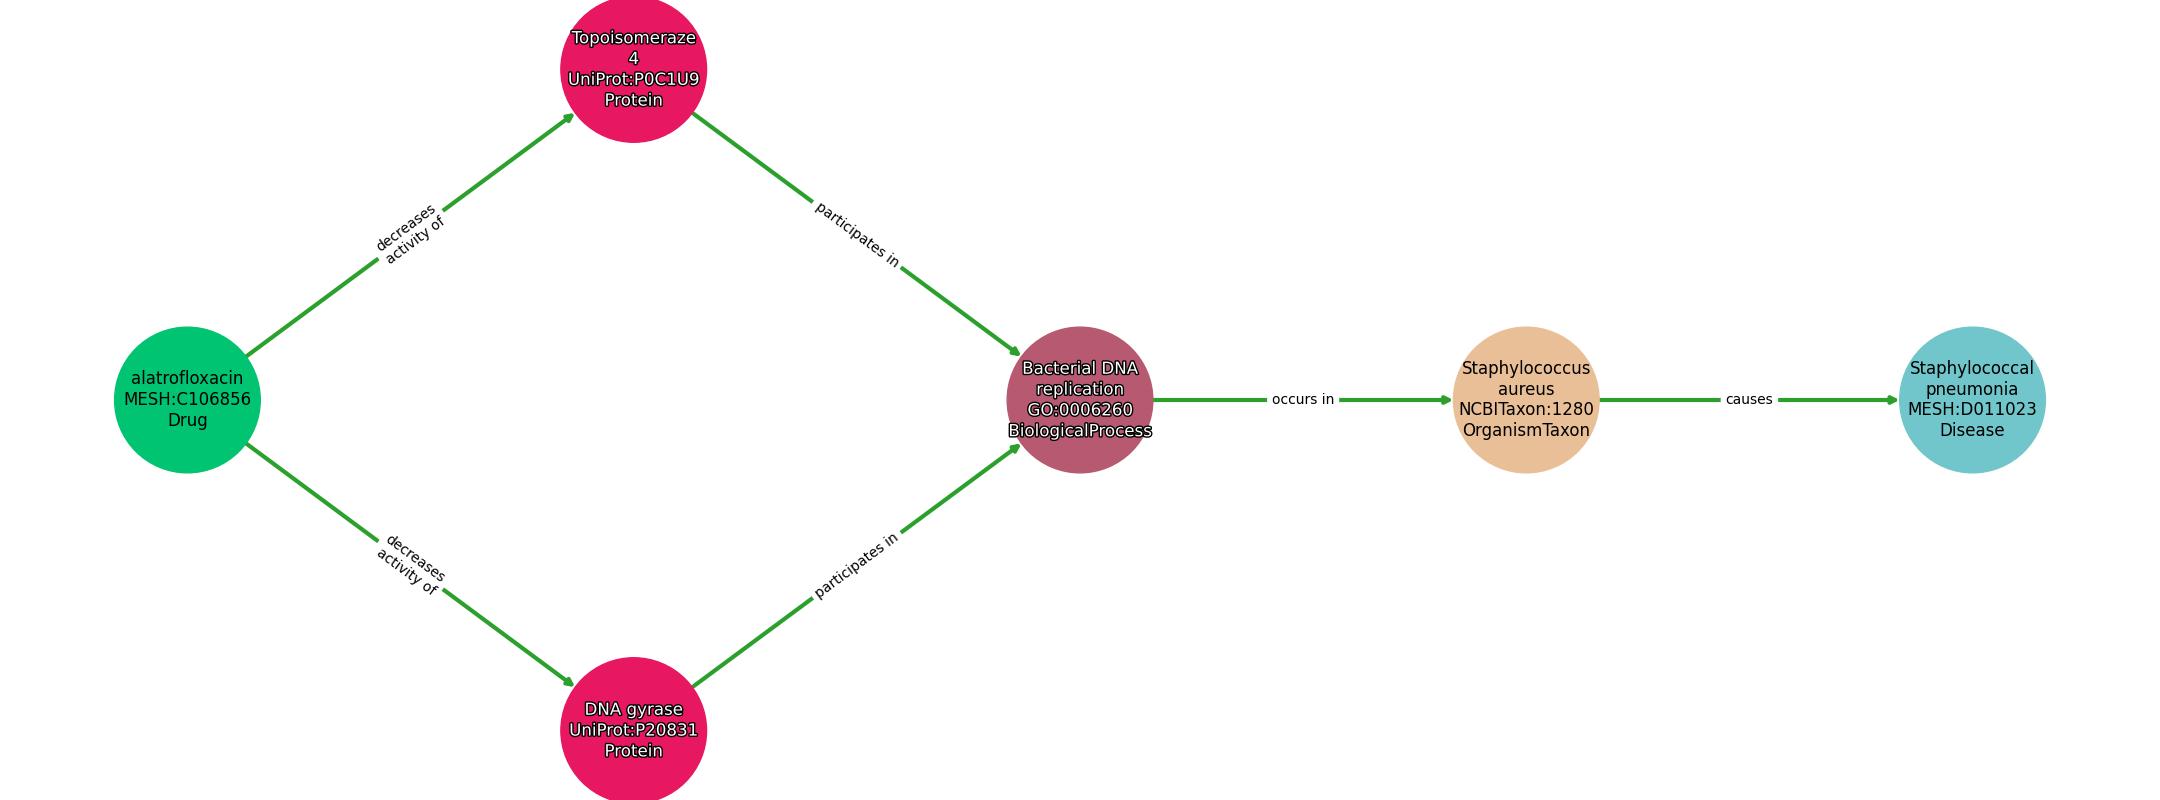 Topoisomeraze
4
UniProt:P0C1U9
Protein
decreases
activity of
participates in
alatrofloxacin
MESH:C106856
Drug
Bacterial DNA
replication
GO:0006260
BiologicalProcess
occurs in
Staphylococcus
aureus
NCBITaxon:1280
OrganismTaxon
causes
Staphylococcal
pneumonia
MESH:D011023
Disease
decreases
activity of
participates in
DNA gyrase
UniProt:P20831
Protein